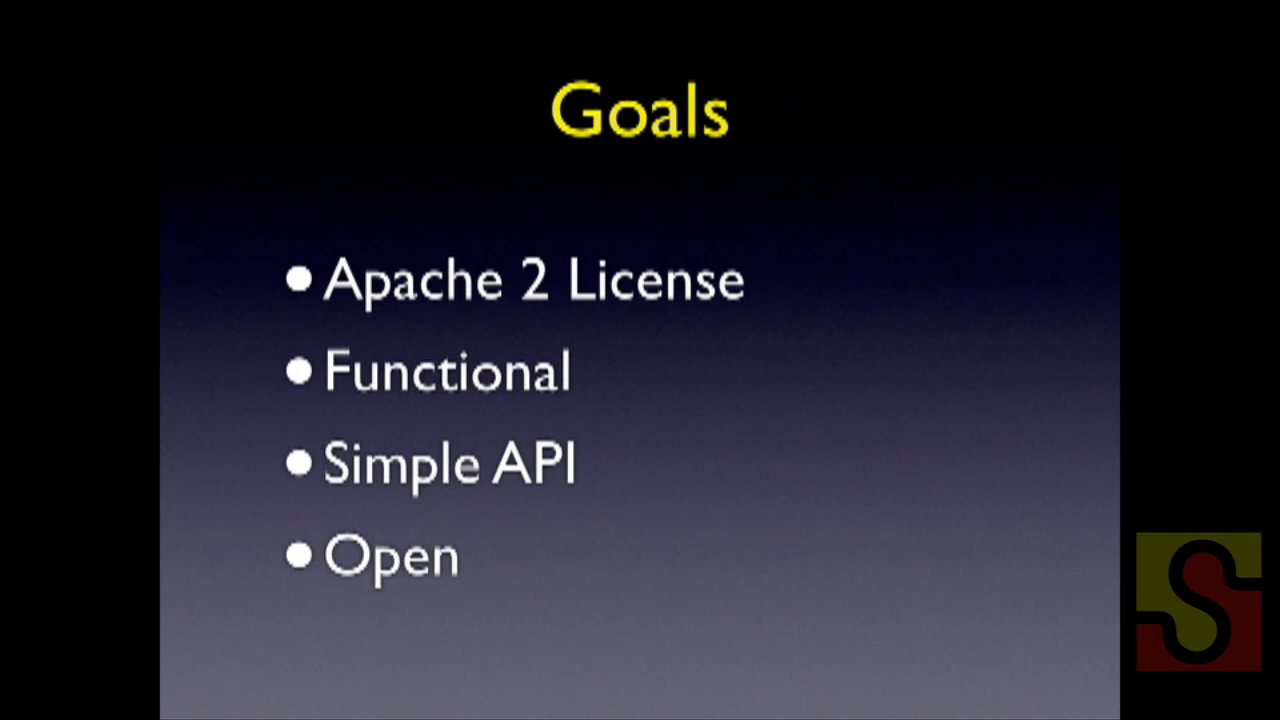 Goals
• Apache 2 License
• Functional
• Simple API
• Open